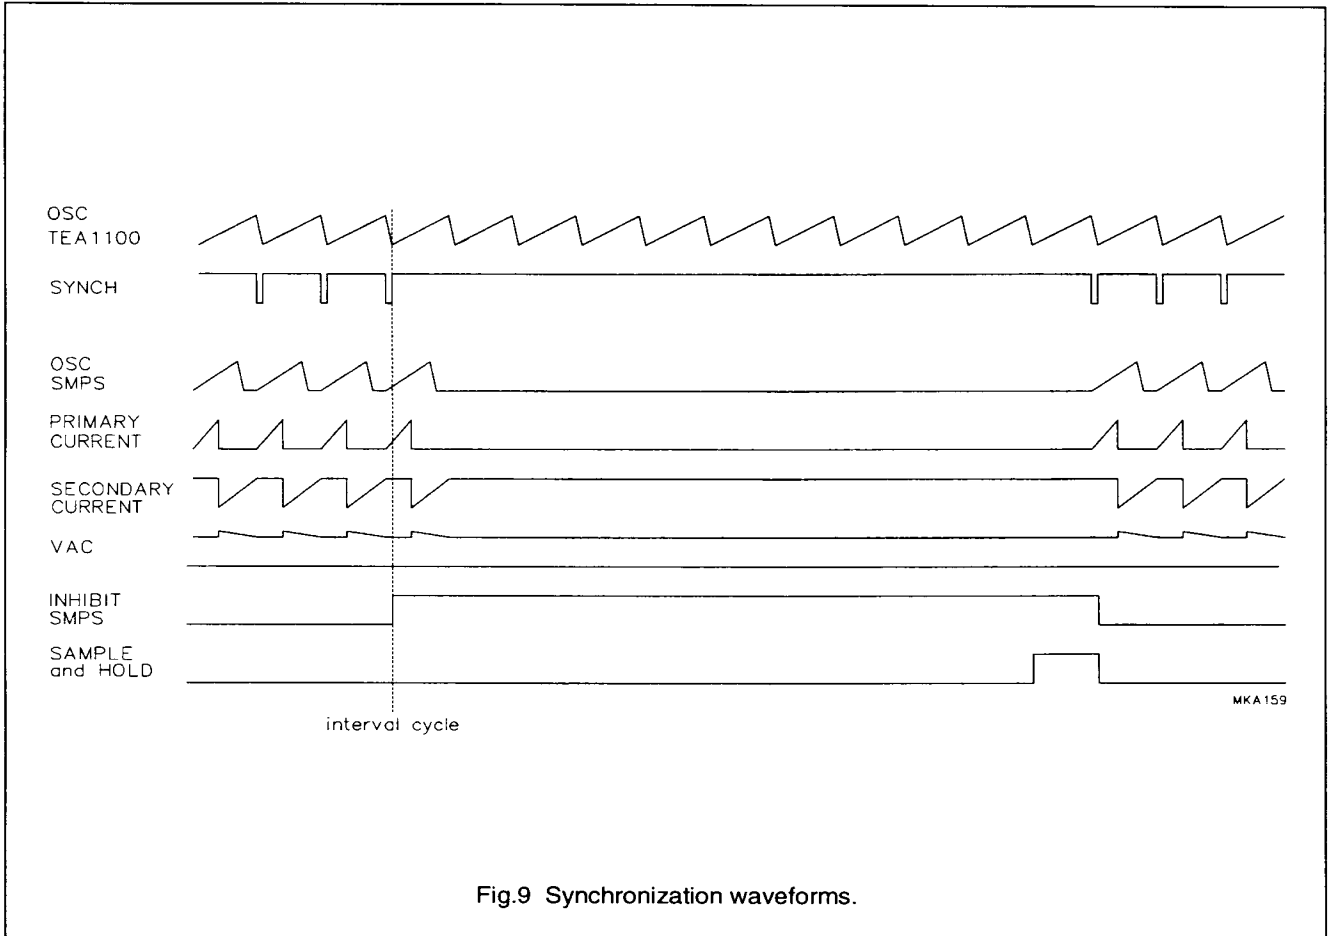 OSC
TEA1100
SYNCH
OSC
SMPS
PRIMARY
CURRENT
SECONDARY
CURRENT
VAC
INHIBIT
SMPS
SAMPLE
and HOLD
MKA159
interval cycle
Fig.9 Synchronization waveforms.